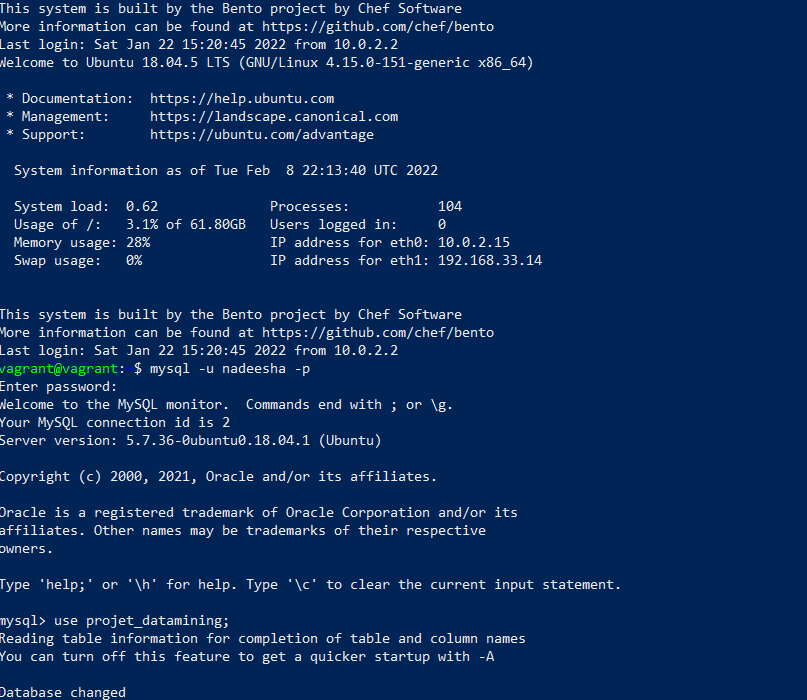 This system is built by the Bento project by Chef Software
More information can be found at https://github.com/chef/bento
Last login: Sat Jan 22 15:20:45 2022 from 10.0.2.2
Welcome to Ubuntu 18.04.5 LTS (GNU/Linux 4.15.0-151-generic x86_64)
* Documentation:  https://help.ubuntu.com
* Management:     https://landscape.canonical.com
* Support:        https://ubuntu.com/advantage
System information as of Tue Feb  8 22:13:40 UTC 2022
System load:  0.62              Processes:           104
Usage of /:   3.1% of 61.80GB   Users logged in:     0
Memory usage: 28%               IP address for eth0: 10.0.2.15
Swap usage:   0%                IP address for eth1: 192.168.33.14
This system is built by the Bento project by Chef Software
More information can be found at https://github.com/chef/bento
Last login: Sat Jan 22 15:20:45 2022 from 10.0.2.2
vagrant@vagrant: $ mysql -u nadeesha -p
Enter password:
Welcome to the MySQL monitor.  Commands end with ; or \g.
Your MySQL connection id is 2
Server version: 5.7.36-0ubuntu0.18.04.1 (Ubuntu)
Copyright (c) 2000, 2021, Oracle and/or its affiliates.
Oracle is a registered trademark of Oracle Corporation and/or its
affiliates. Other names may be trademarks of their respective
owners.
Type 'help;' or '\h' for help. Type '\c' to clear the current input statement.
mysql> use projet_datamining;
Reading table information for completion of table and column names
You can turn off this feature to get a quicker startup with -A
Database changed